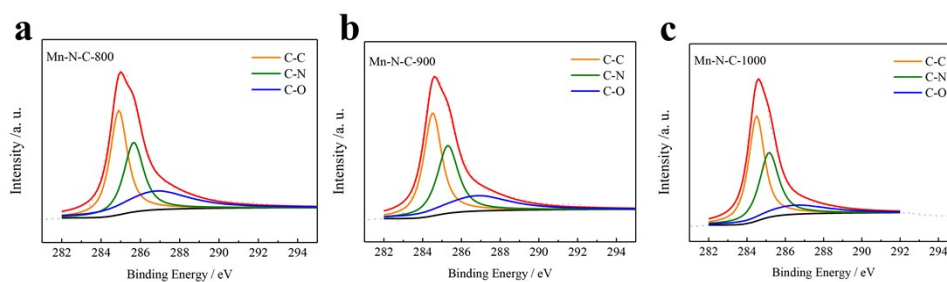 a
Mn-N-C-800
C-C
C-N
C-O
Intensity /a. u.
282 284 286 288 290 292 294
Binding Energy / eV
b
Mn-N-C-900
C-C
C-N
C-O
Intensity /a. u.
282 284 286 288 290 292 294
Binding Energy / eV
c
Mn-N-C-1000
C-C
C-N
C-O
Intensity /a. u.
282 284 286 288 290 292 294
Binding Energy / eV